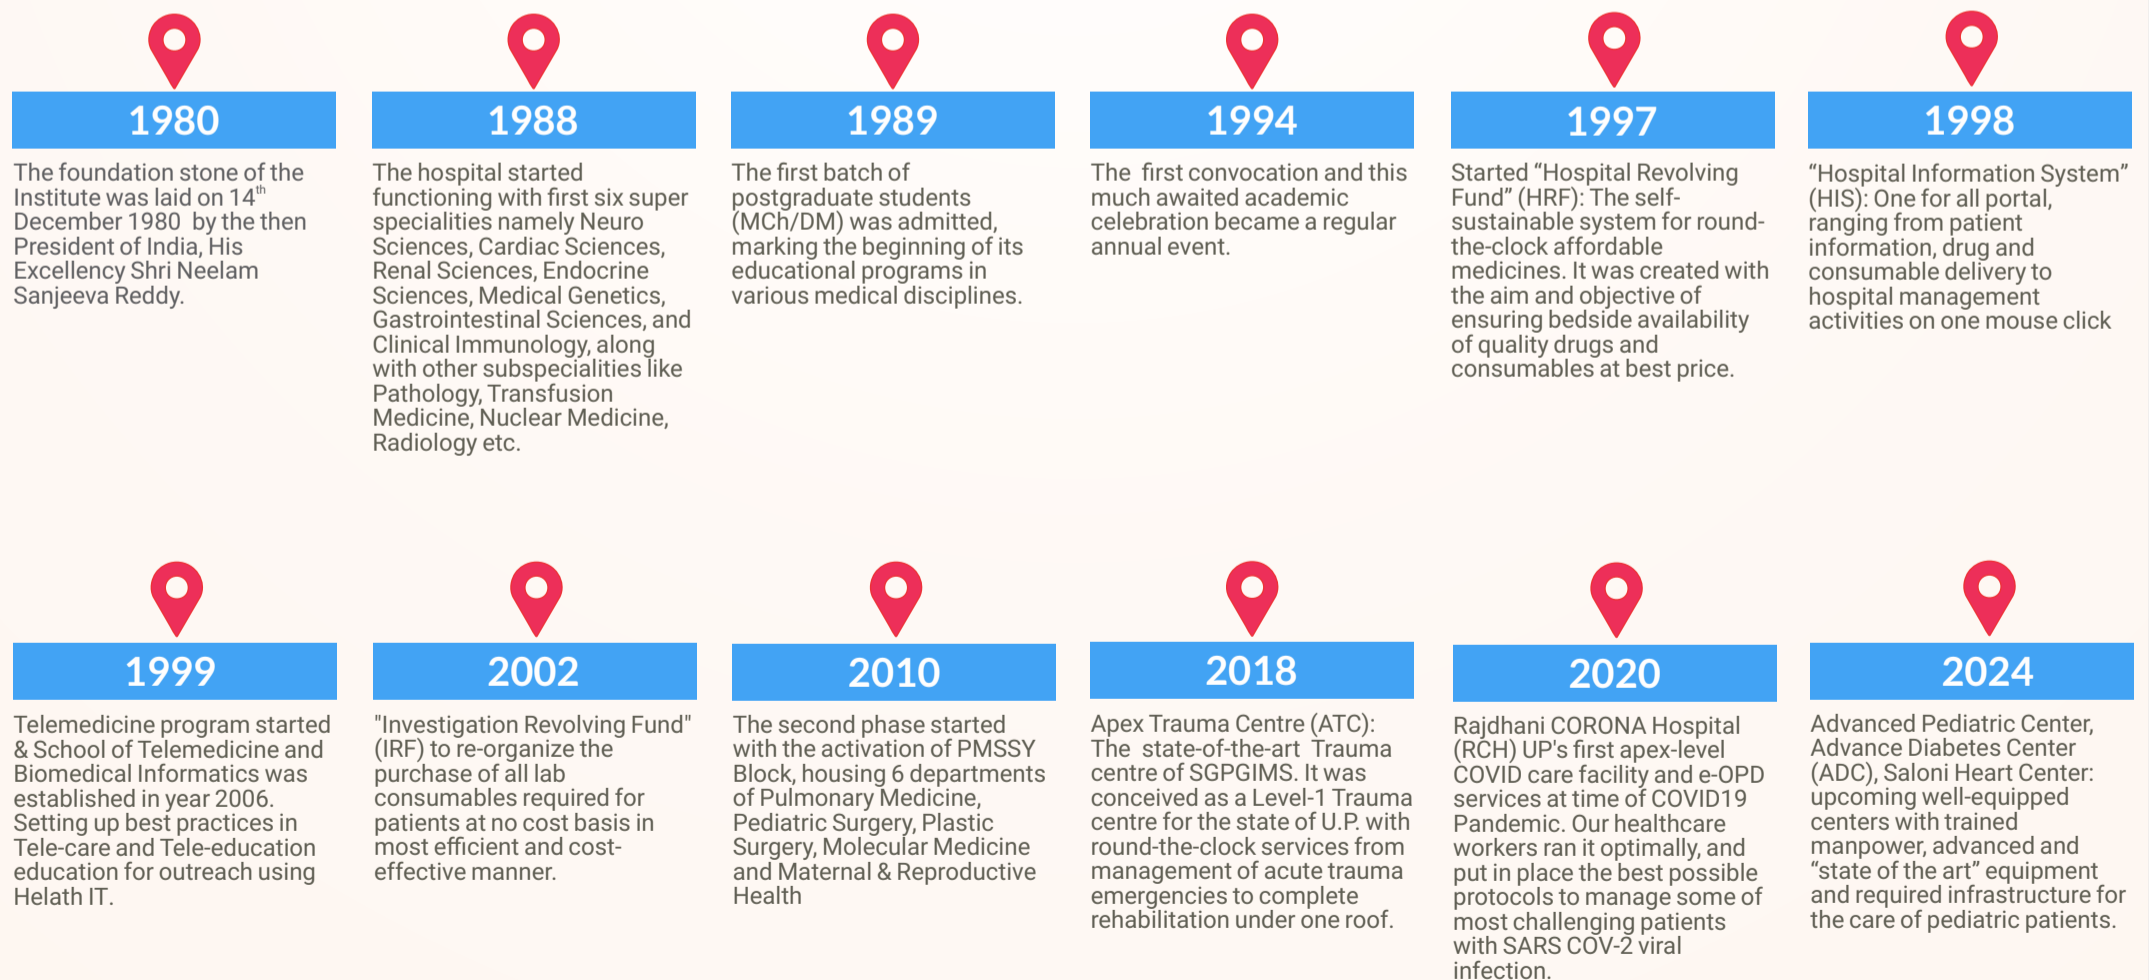 1980
The foundation stone of the
Institute was laid on 14th
December 1980 by the then
President of India, His
Excellency Shri Neelam
Sanjeeva Reddy.
1988
The hospital started
functioning with first six super
specialities namely Neuro
Sciences, Cardiac Sciences,
Renal Sciences, Endocrine
Sciences, Medical Genetics,
Gastrointestinal Sciences, and
Clinical Immunology, along
with other subspecialities like
Pathology, Transfusion
Medicine, Nuclear Medicine,
Radiology etc.
1989
The first batch of
postgraduate students
(MCh/DM) was admitted,
marking the beginning of its
educational programs in
various medical disciplines.
1994
The first convocation and this
much awaited academic
celebration became a regular
annual event.
1997
Started “Hospital Revolving
Fund” (HRF): The self-
sustainable system for round-
the-clock affordable
medicines. It was created with
the aim and objective of
ensuring bedside availability
of quality drugs and
consumables at best price.
1998
“Hospital Information System”
(HIS): One for all portal,
ranging from patient
information, drug and
consumable delivery to
hospital management
activities on one mouse click
1999
Telemedicine program started
& School of Telemedicine and
Biomedical Informatics was
established in year 2006.
Setting up best practices in
Tele-care and Tele-education
education for outreach using
Helath IT.
2002
"Investigation Revolving Fund"
(IRF) to re-organize the
purchase of all lab
consumables required for
patients at no cost basis in
most efficient and cost-
effective manner.
2010
The second phase started
with the activation of PMSSY
Block, housing 6 departments
of Pulmonary Medicine,
Pediatric Surgery, Plastic
Surgery, Molecular Medicine
and Maternal & Reproductive
Health
2018
Apex Trauma Centre (ATC):
The state-of-the-art Trauma
centre of SGPGIMS. It was
conceived as a Level-1 Trauma
centre for the state of U.P. with
round-the-clock services from
management of acute trauma
emergencies to complete
rehabilitation under one roof.
2020
Rajdhani CORONA Hospital
(RCH) UP's first apex-level
COVID care facility and e-OPD
services at time of COVID19
Pandemic. Our healthcare
workers ran it optimally, and
put in place the best possible
protocols to manage some of
most challenging patients
with SARS COV-2 viral
infection.
2024
Advanced Pediatric Center,
Advance Diabetes Center
(ADC), Saloni Heart Center:
upcoming well-equipped
centers with trained
manpower, advanced and
“state of the art” equipment
and required infrastructure for
the care of pediatric patients.